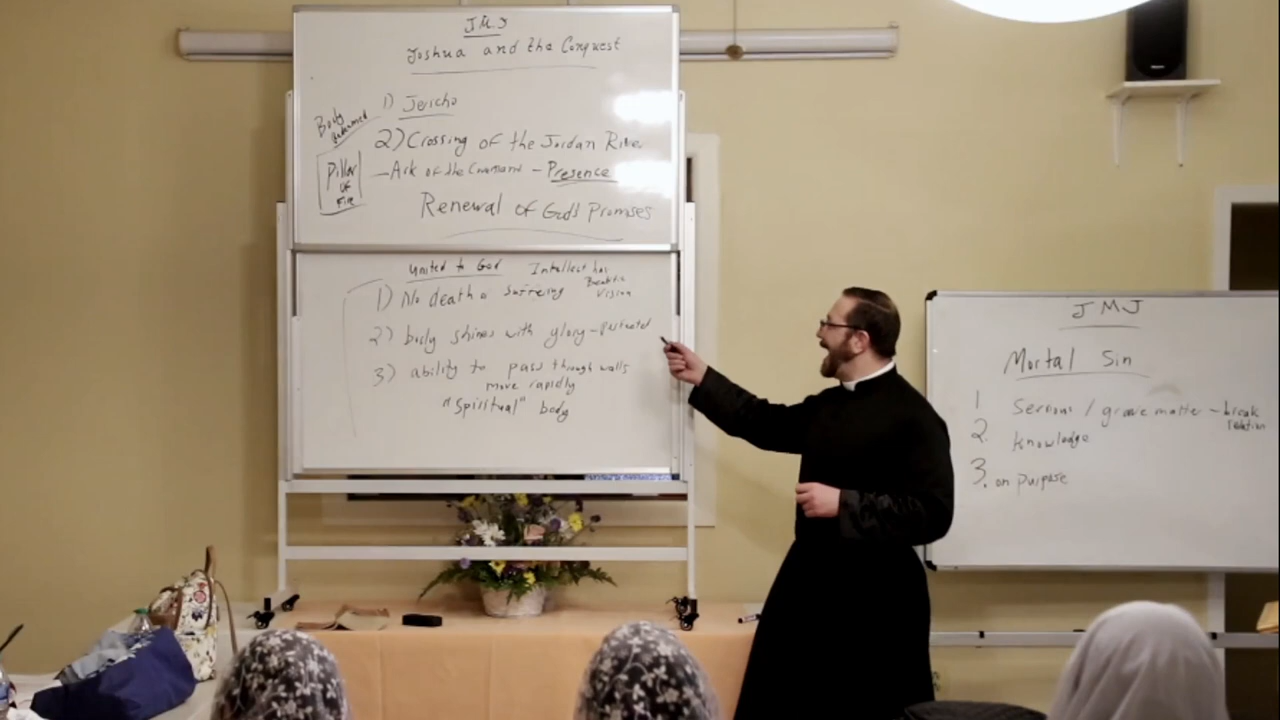 J.M.J
Joshua and the Conquest
1) Jericho
Body
2) Crossing of the Jordan River
Pillar
of
Fire
- Ark of the Covenant - Presence
Renewal of God's Promises
United to God
Intellect has
Beatific
Vision
1) No death or suffering
2) body shines with glory -
3) ability to pass through walls
move rapidly
"Spiritual" body
JMJ
Mortal Sin
1 Serious / grave matter - break
relation
2. Knowledge
3. on purpose